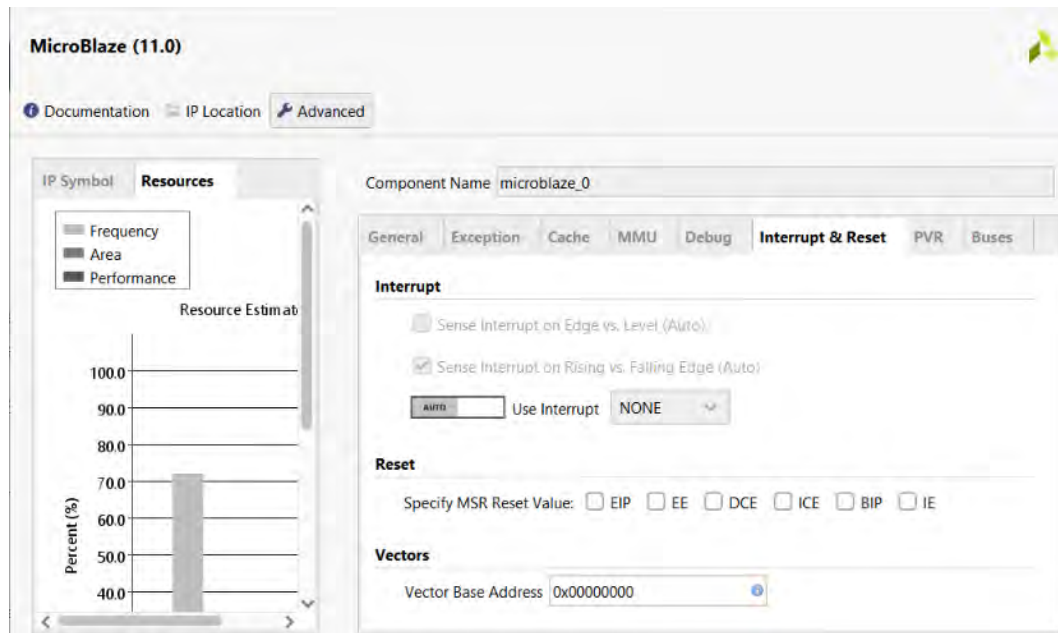 MicroBlaze (11.0)
Documentation IP Location Advanced
IP Symbol Resources
Frequency
Area
Performance
Resource Estimat
100.0
90.0
80.0
70.0
60.0
50.0
40.0
Percent (%)
Component Name microblaze_0
General Exception Cache MMU Debug Interrupt & Reset PVR Buses
Interrupt
Sense Interrupt on Edge vs. Level (Auto)
Sense Interrupt on Rising vs. Falling Edge (Auto)
AUTO Use Interrupt NONE
Reset
Specify MSR Reset Value: EIP EE DCE ICE BIP IE
Vectors
Vector Base Address 0x00000000